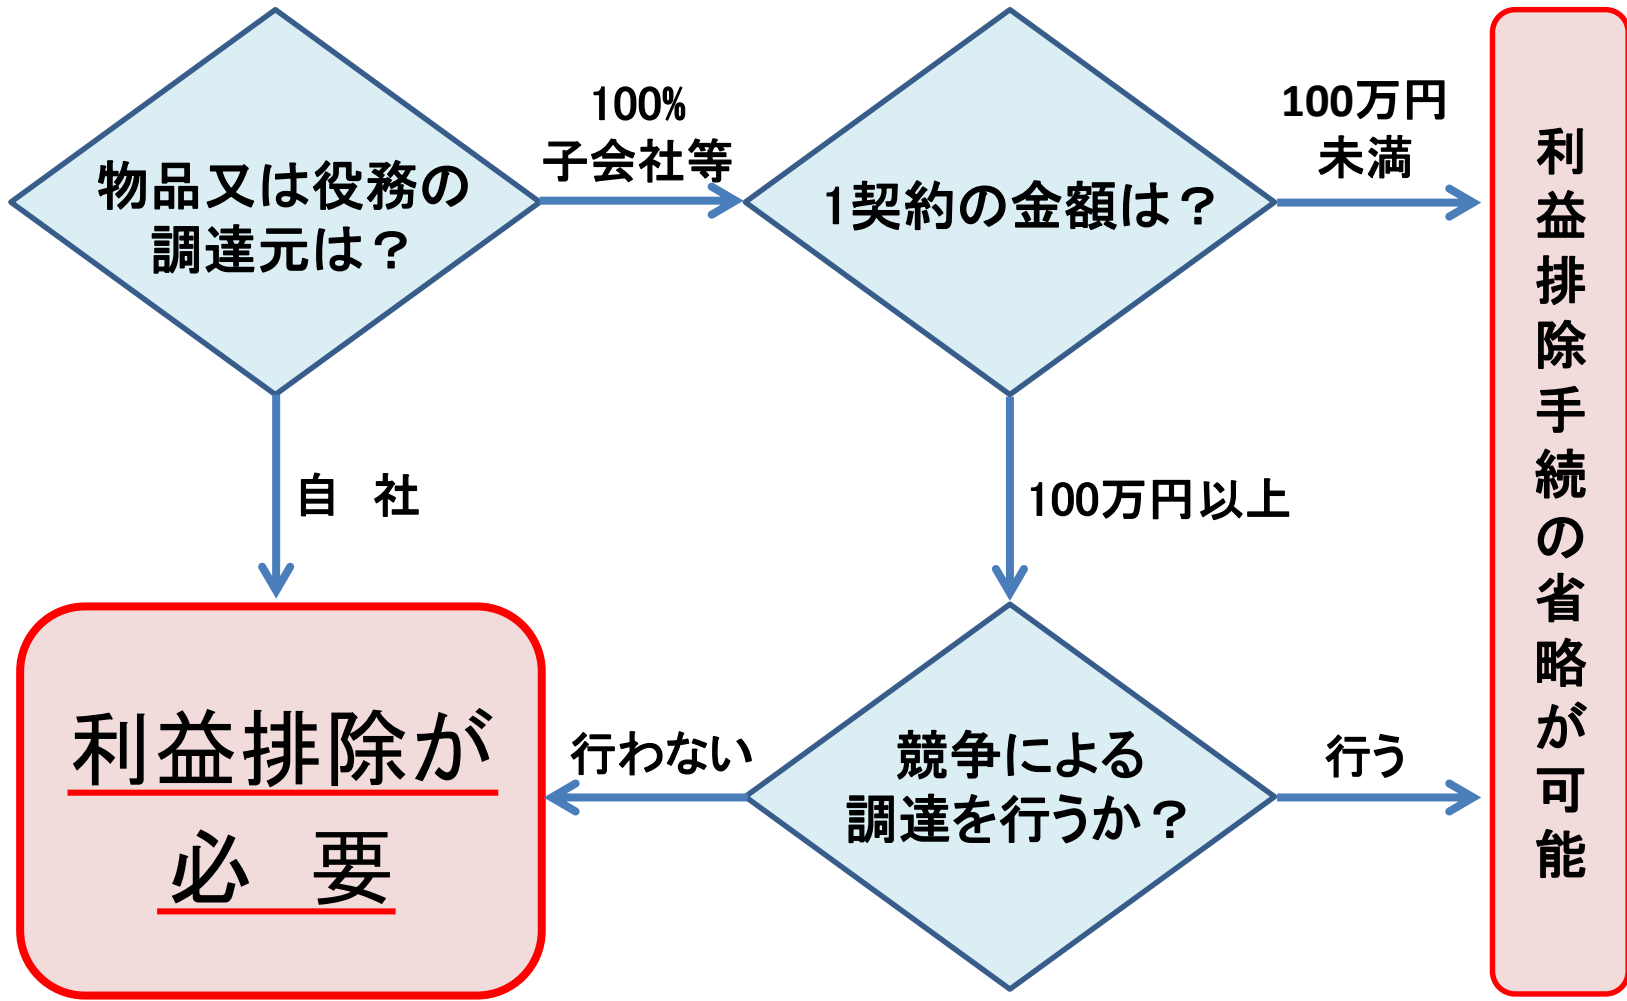 物品又は役務の
調達元は？
100%
子会社等
1契約の金額は？
100万円
未満
利益排除手続の省略が可能
自　社
100万円以上
利益排除が
必　要
行わない
競争による
調達を行うか？
行う